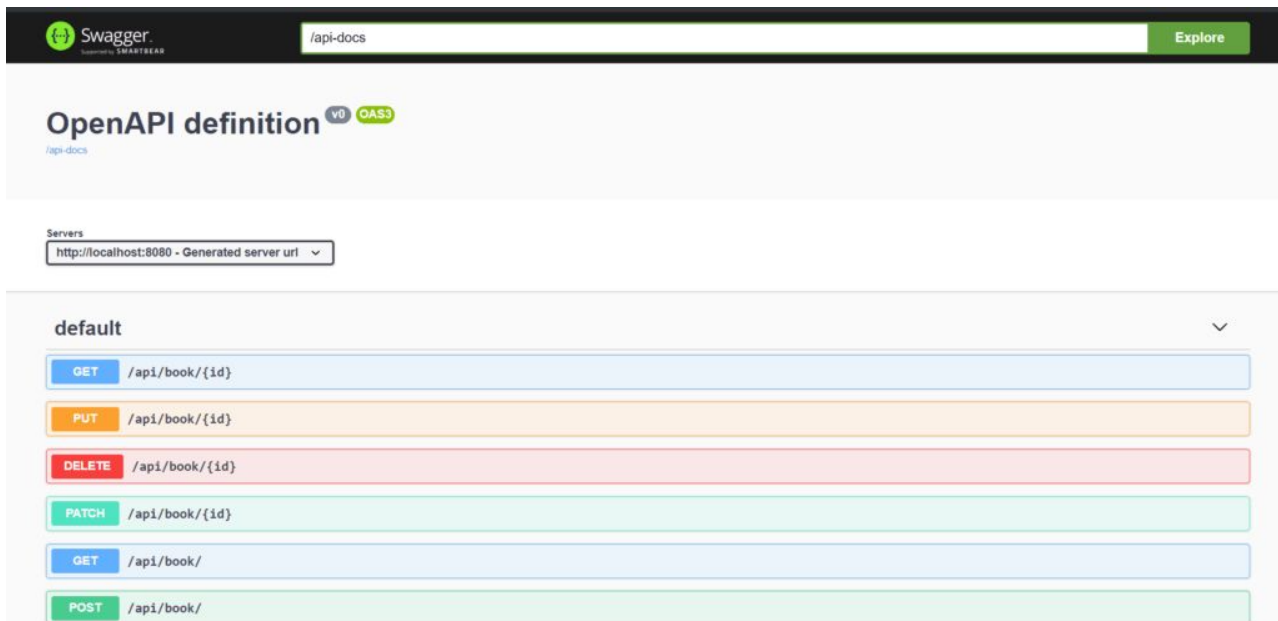 {··} Swagger.
Supported by SMARTBEAR
/api-docs
Explore
OpenAPI definition v0 OAS3
/api-docs
Servers
http://localhost:8080 - Generated server url
default
GET /api/book/{id}
PUT /api/book/{id}
DELETE /api/book/{id}
PATCH /api/book/{id}
GET /api/book/
POST /api/book/